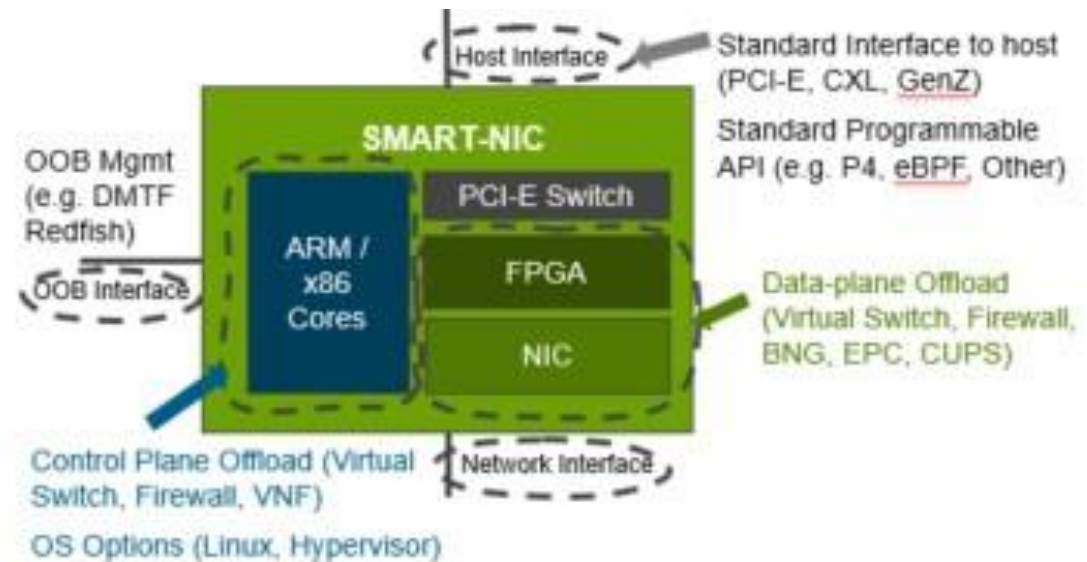 Host Interface
Standard Interface to host
(PCI-E, CXL, GenZ)
Standard Programmable
API (e.g. P4, eBPF, Other)
SMART-NIC
OOB Mgmt
(e.g. DMTF
Redfish)
OOB Interface
ARM /
x86
Cores
PCI-E Switch
FPGA
NIC
Data-plane Offload
(Virtual Switch, Firewall,
BNG, EPC, CUPS)
Control Plane Offload (Virtual
Switch, Firewall, VNF)
OS Options (Linux, Hypervisor)
Network Interface